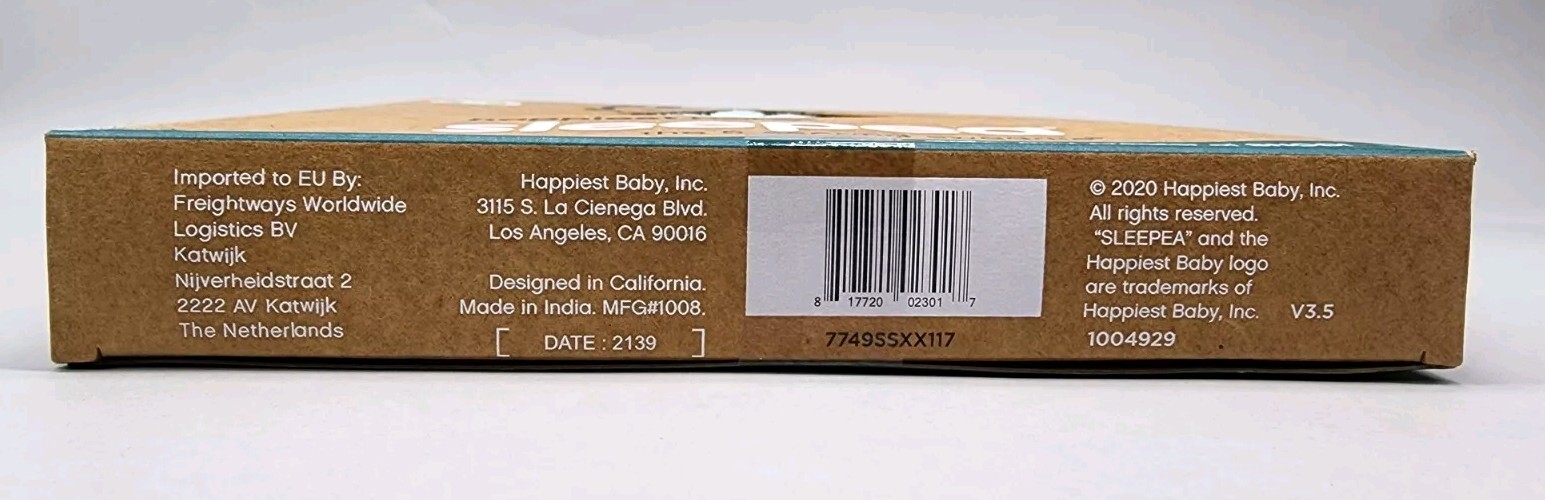 sleepea
Imported to EU By:
Freightways Worldwide
Logistics BV
Katwijk
Nijverheidstraat 2
2222 AV Katwijk
The Netherlands
Happiest Baby, Inc.
3115 S. La Cienega Blvd.
Los Angeles, CA 90016
Designed in California.
Made in India. MFG#1008.
[ DATE : 2139 ]
8 17720 02301 7
7749SSXX117
© 2020 Happiest Baby, Inc.
All rights reserved.
“SLEEPEA” and the
Happiest Baby logo
are trademarks of
Happiest Baby, Inc. V3.5
1004929